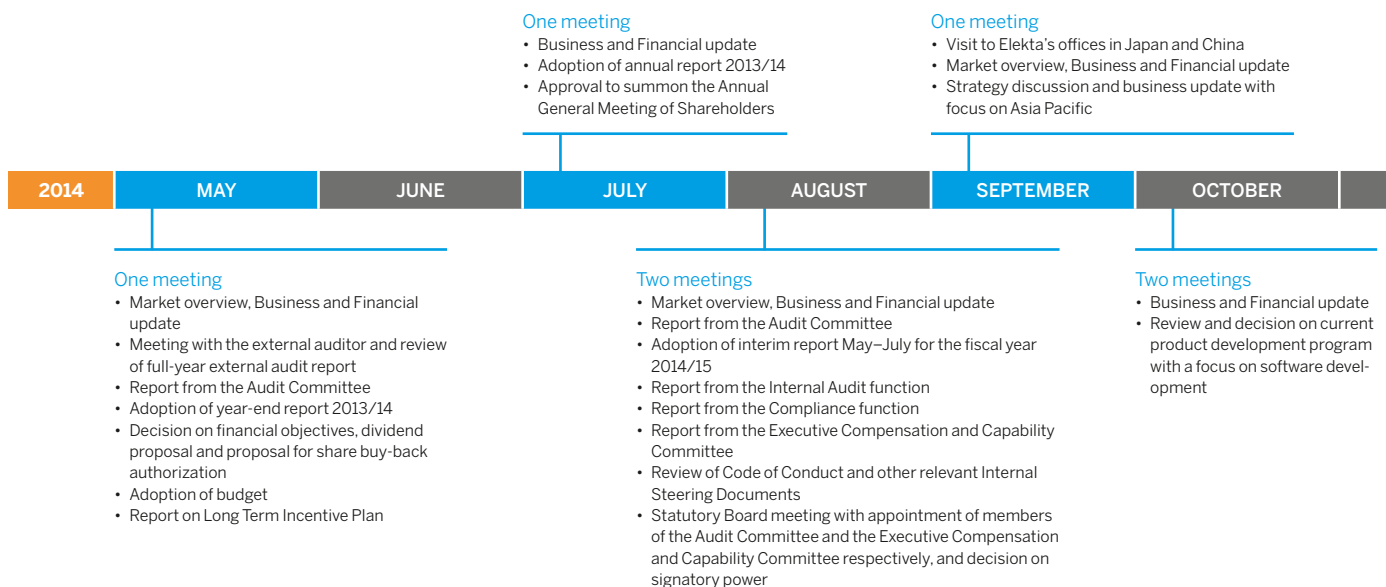 One meeting
• Business and Financial update
• Adoption of annual report 2013/14
• Approval to summon the Annual
General Meeting of Shareholders
One meeting
• Visit to Elekta's offices in Japan and China
• Market overview, Business and Financial update
• Strategy discussion and business update with
focus on Asia Pacific
2014 MAY JUNE JULY AUGUST SEPTEMBER OCTOBER
One meeting
• Market overview, Business and Financial
update
• Meeting with the external auditor and review
of full-year external audit report
• Report from the Audit Committee
• Adoption of year-end report 2013/14
• Decision on financial objectives, dividend
proposal and proposal for share buy-back
authorization
• Adoption of budget
• Report on Long Term Incentive Plan
Two meetings
• Market overview, Business and Financial update
• Report from the Audit Committee
• Adoption of interim report May–July for the fiscal year
2014/15
• Report from the Internal Audit function
• Report from the Compliance function
• Report from the Executive Compensation and Capability
Committee
• Review of Code of Conduct and other relevant Internal
Steering Documents
• Statutory Board meeting with appointment of members
of the Audit Committee and the Executive Compensation
and Capability Committee respectively, and decision on
signatory power
Two meetings
• Business and Financial update
• Review and decision on current
product development program
with a focus on software devel-
opment